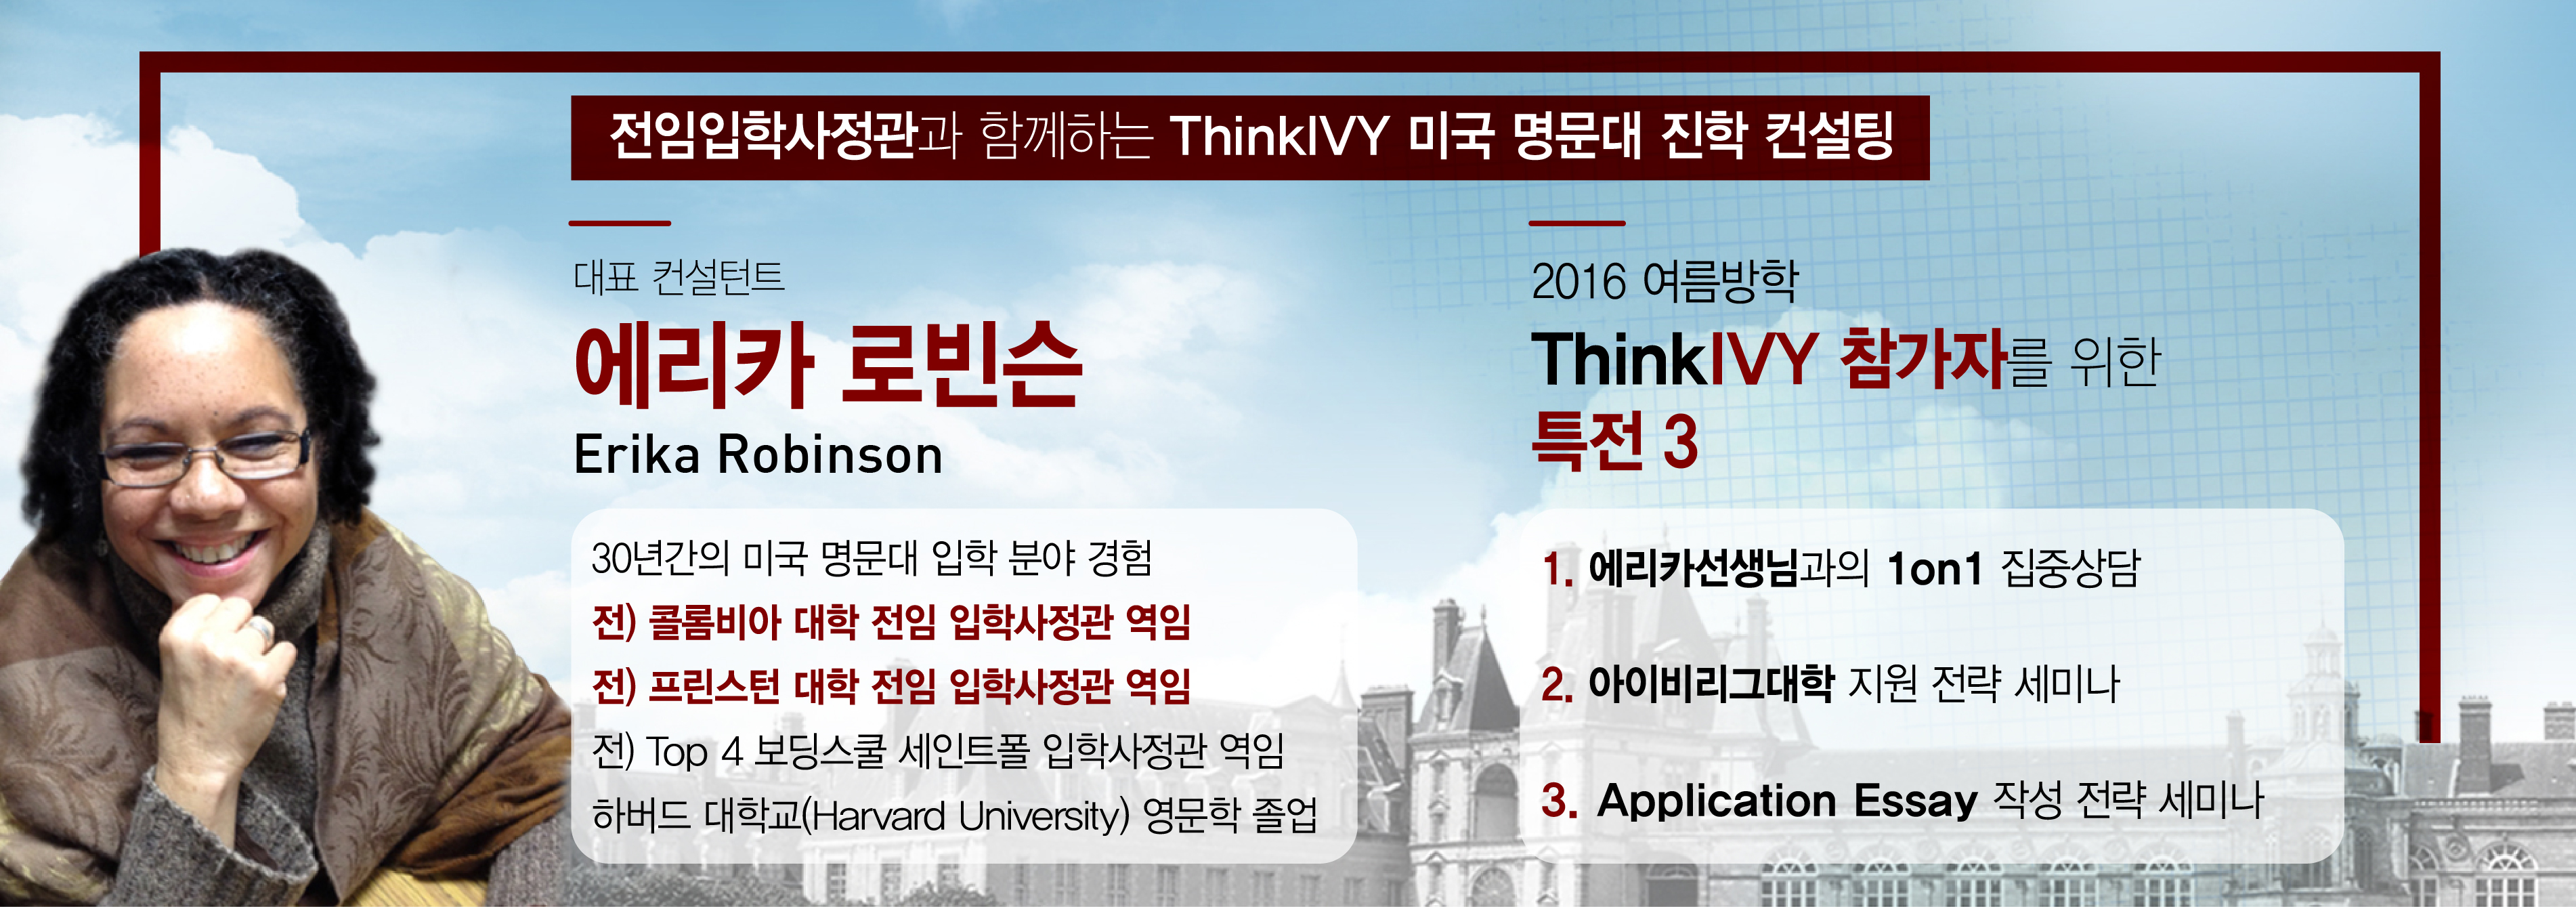 전임입학사정관과 함께하는 ThinkIVY 미국 명문대 진학 컨설팅
대표 컨설턴트
에리카 로빈슨
Erika Robinson
30년간의 미국 명문대 입학 분야 경험
전) 콜롬비아 대학 전임 입학사정관 역임
전) 프린스턴 대학 전임 입학사정관 역임
전) Top 4 보딩스쿨 세인트폴 입학사정관 역임
하버드 대학교(Harvard University) 영문학 졸업
2016 여름방학
ThinkIVY 참가자를 위한
특전 3
1. 에리카선생님과의 1on1 집중상담
2. 아이비리그대학 지원 전략 세미나
3. Application Essay 작성 전략 세미나